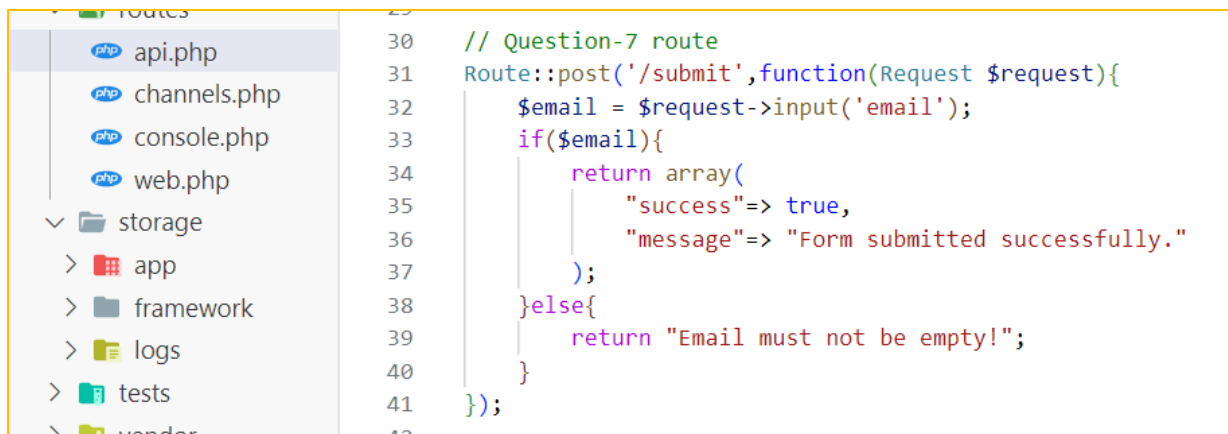 routes
api.php
channels.php
console.php
web.php
storage
app
framework
logs
tests
vendor
30 // Question-7 route
31 Route::post('/submit',function(Request $request){
32 $email = $request->input('email');
33 if($email){
34 return array(
35 "success"=> true,
36 "message"=> "Form submitted successfully."
37 );
38 }else{
39 return "Email must not be empty!";
40 }
41 });